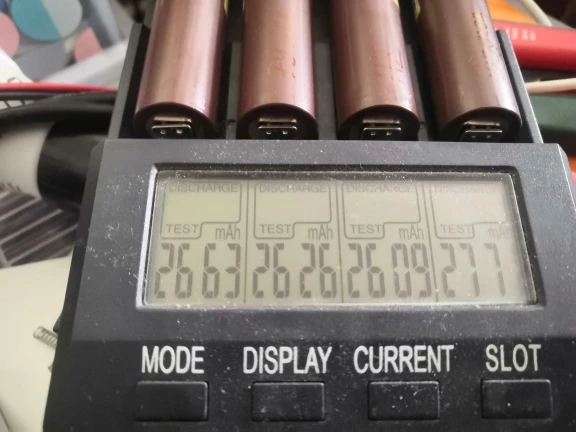 DISCHARGE DISCHARGE DISCHARGE DISCHARGE
TEST mAh TEST mAh TEST mAh TEST mAh
2663 2626 2609 277
MODE DISPLAY CURRENT SLOT